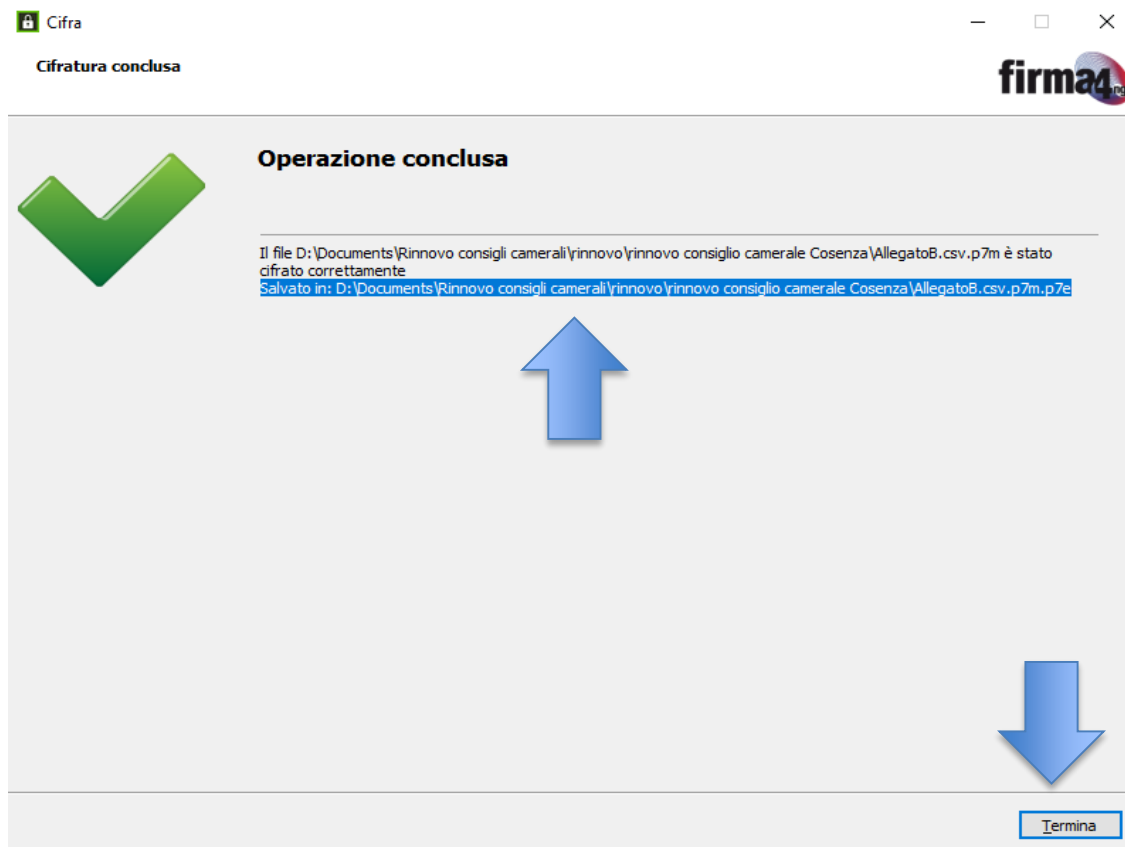 Cifra
Cifratura conclusa
firma4ng
Operazione conclusa
Il file D:\Documents\Rinnovo consigli camerali\rinnovo\rinnovo consiglio camerale Cosenza\AllegatoB.csv.p7m è stato
cifrato correttamente
Salvato in: D:\Documents\Rinnovo consigli camerali\rinnovo\rinnovo consiglio camerale Cosenza\AllegatoB.csv.p7m.p7e
Termina